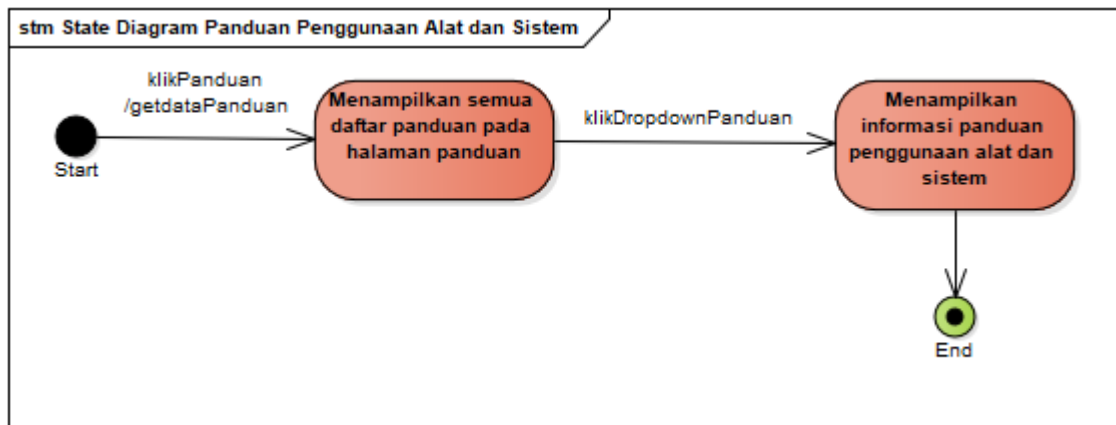 stm State Diagram Panduan Penggunaan Alat dan Sistem
klikPanduan
/getdataPanduan
Start
Menampilkan semua
daftar panduan pada
halaman panduan
klikDropdownPanduan
Menampilkan
informasi panduan
penggunaan alat dan
sistem
End